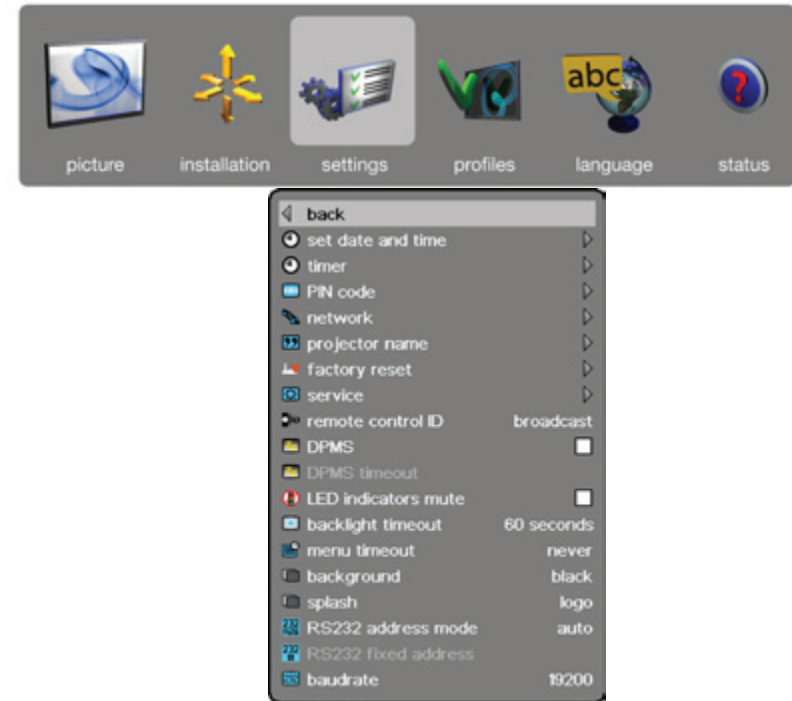 picture installation settings profiles language status
abc
back
set date and time
timer
PIN code
network
projector name
factory reset
service
remote control ID broadcast
DPMS
DPMS timeout
LED indicators mute
backlight timeout 60 seconds
menu timeout never
background black
splash logo
RS232 address mode auto
RS232 fixed address
baudrate 19200